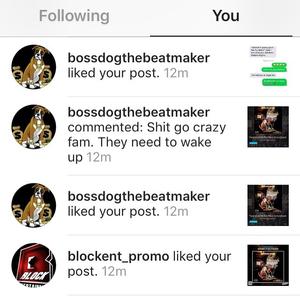 Following You
bossdogthebeatmaker
liked your post. 12m
bossdogthebeatmaker
commented: Shit go crazy
fam. They need to wake
up 12m
bossdogthebeatmaker
liked your post. 12m
blockent_promo liked your
post. 12m
BLOCK